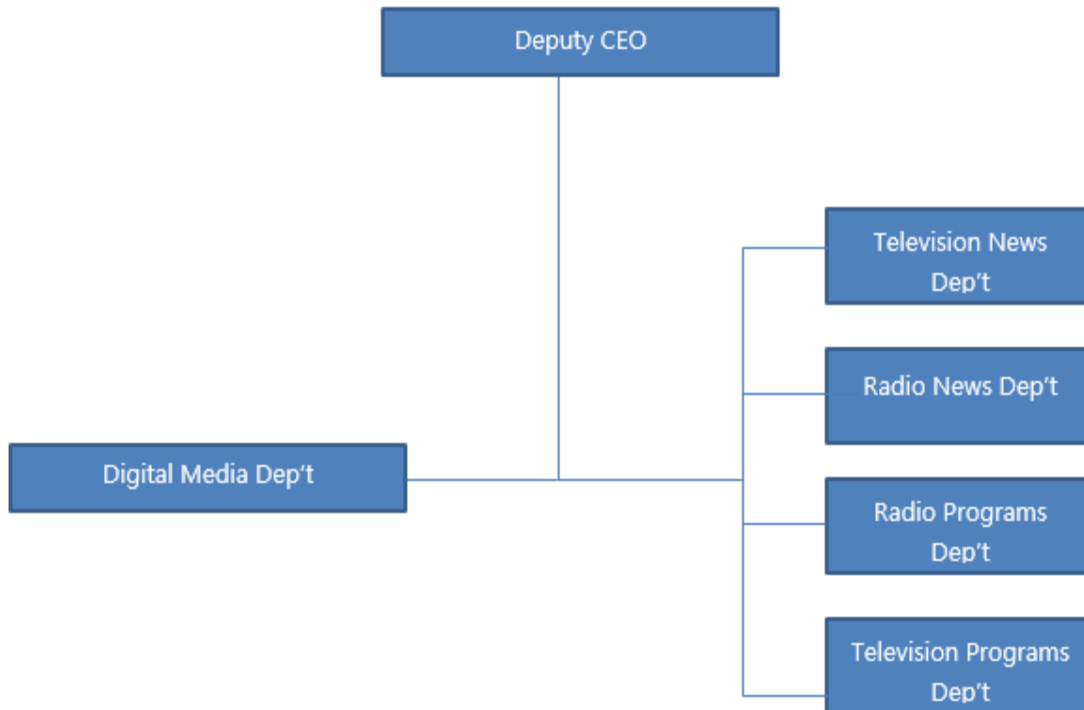 Deputy CEO
Television News
Dep't
Radio News Dep't
Digital Media Dep't
Radio Programs
Dep't
Television Programs
Dep't